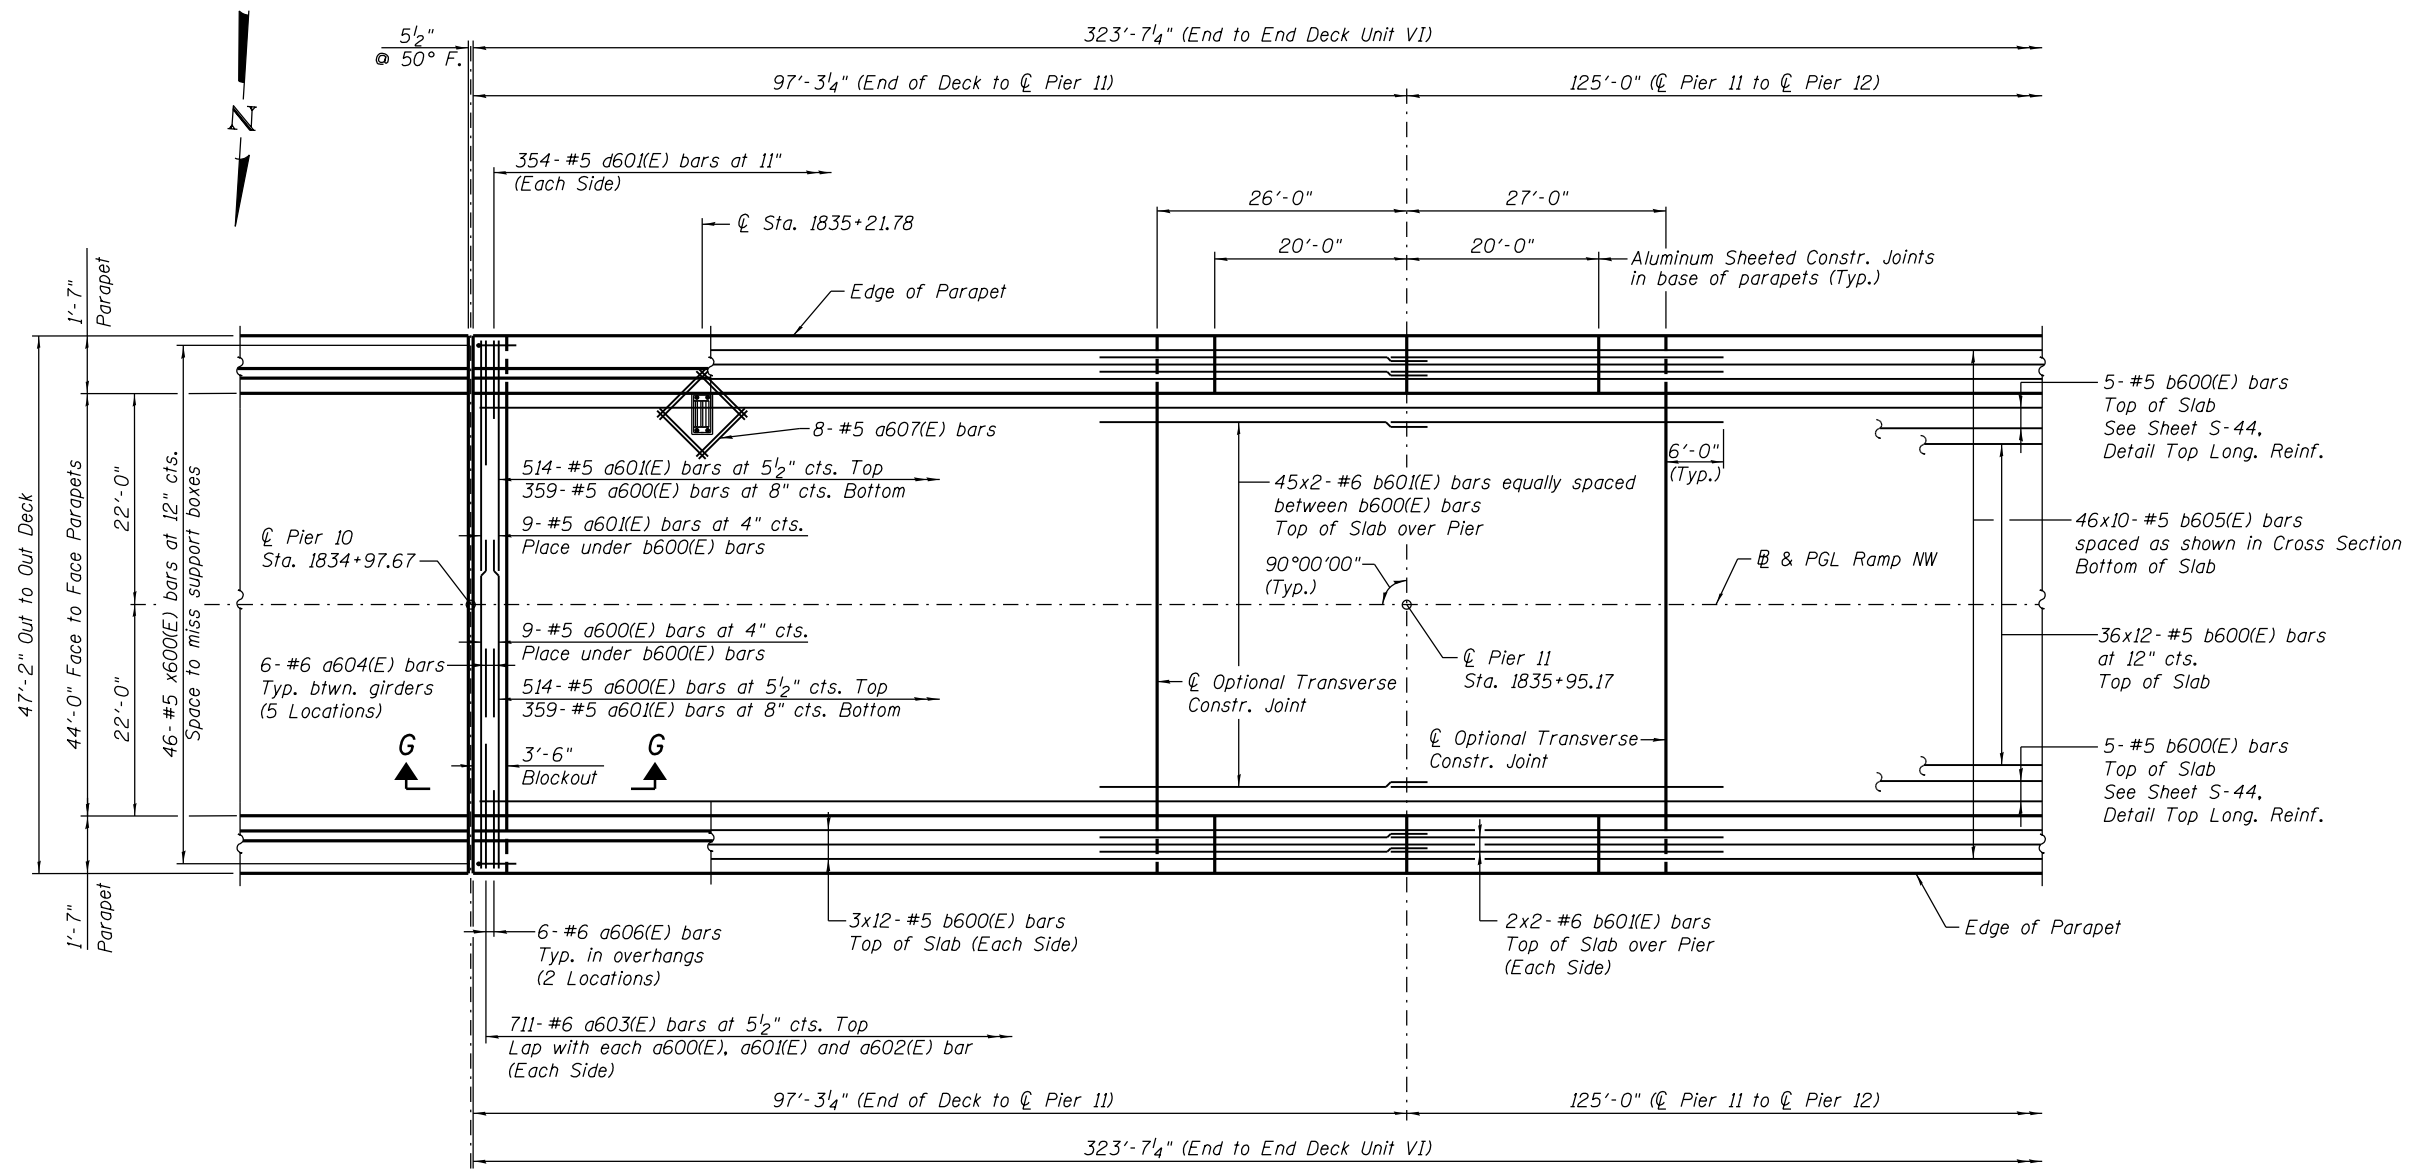 323'-7 1/4" (End to End Deck Unit VI)
5 1/2"
@ 50° F.
97'-3 1/4" (End of Deck to ℄ Pier 11)
125'-0" (℄ Pier 11 to ℄ Pier 12)
N
354-#5 d601(E) bars at 11"
(Each Side)
26'-0"
27'-0"
℄ Sta. 1835+21.78
20'-0"
20'-0"
Aluminum Sheeted Constr. Joints
in base of parapets (Typ.)
1'-7"
Parapet
Edge of Parapet
47'-2" Out to Out Deck
44'-0" Face to Face Parapets
22'-0"
22'-0"
46-#5 x600(E) bars at 12" cts.
Space to miss support boxes
8-#5 a607(E) bars
514-#5 a601(E) bars at 5 1/2" cts. Top
359-#5 a600(E) bars at 8" cts. Bottom
9-#5 a601(E) bars at 4" cts.
Place under b600(E) bars
℄ Pier 10
Sta. 1834+97.67
45x2-#6 b601(E) bars equally spaced
between b600(E) bars
Top of Slab over Pier
6'-0"
(Typ.)
90°00'00"
(Typ.)
℄ Pier 11
Sta. 1835+95.17
B̲L & PGL Ramp NW
5-#5 b600(E) bars
Top of Slab
See Sheet S-44,
Detail Top Long. Reinf.
46x10-#5 b605(E) bars
spaced as shown in Cross Section
Bottom of Slab
36x12-#5 b600(E) bars
at 12" cts.
Top of Slab
5-#5 b600(E) bars
Top of Slab
See Sheet S-44,
Detail Top Long. Reinf.
9-#5 a600(E) bars at 4" cts.
Place under b600(E) bars
6-#6 a604(E) bars
Typ. btwn. girders
(5 Locations)
514-#5 a600(E) bars at 5 1/2" cts. Top
359-#5 a601(E) bars at 8" cts. Bottom
℄ Optional Transverse
Constr. Joint
℄ Optional Transverse
Constr. Joint
G
G
3'-6"
Blockout
1'-7"
Parapet
6-#6 a606(E) bars
Typ. in overhangs
(2 Locations)
3x12-#5 b600(E) bars
Top of Slab (Each Side)
2x2-#6 b601(E) bars
Top of Slab over Pier
(Each Side)
Edge of Parapet
711-#6 a603(E) bars at 5 1/2" cts. Top
Lap with each a600(E), a601(E) and a602(E) bar
(Each Side)
97'-3 1/4" (End of Deck to ℄ Pier 11)
125'-0" (℄ Pier 11 to ℄ Pier 12)
323'-7 1/4" (End to End Deck Unit VI)